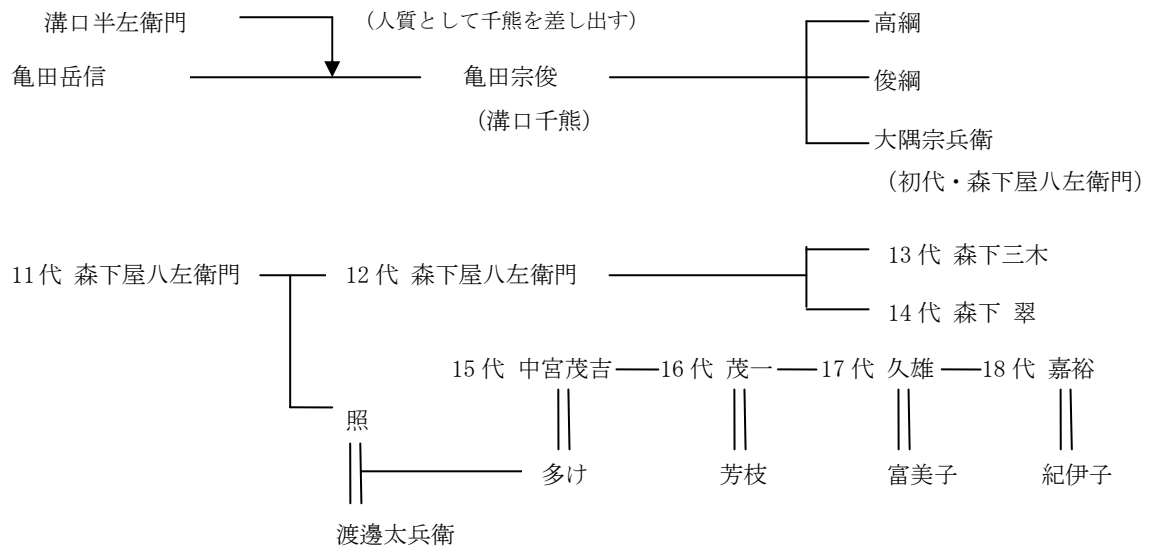 溝口半左衛門 (人質として千熊を差し出す) 高綱
亀田岳信 亀田宗俊 俊綱
(溝口千熊) 大隅宗兵衛
(初代・森下屋八左衛門)
11代 森下屋八左衛門 12代 森下屋八左衛門 13代 森下三木
14代 森下 翠
15代 中宮茂吉 16代 茂一 17代 久雄 18代 嘉裕
照
多け 芳枝 富美子 紀伊子
渡邊太兵衛